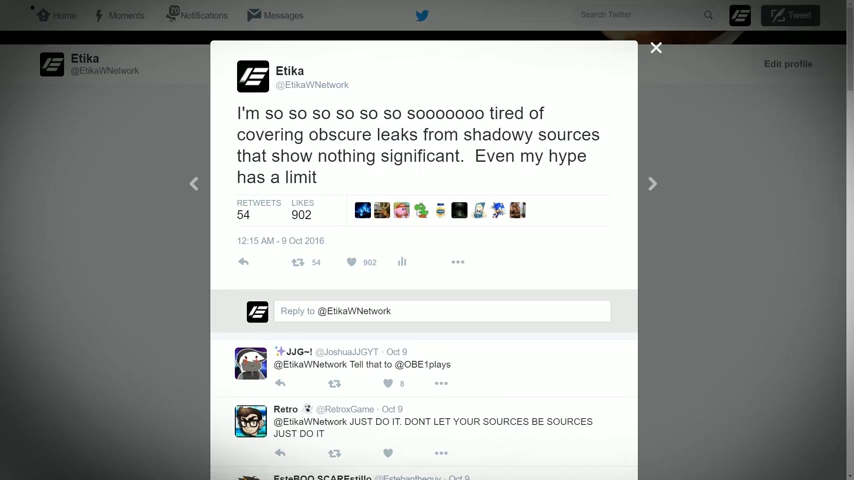 Home Moments 70 Notifications Messages Search Twitter Tweet
Etika
@EtikaWNetwork
Edit profile
Etika
@EtikaWNetwork
I'm so so so so so so sooooooo tired of
covering obscure leaks from shadowy sources
that show nothing significant. Even my hype
has a limit
RETWEETS LIKES
54 902
12:15 AM - 9 Oct 2016
54 902
Reply to @EtikaWNetwork
JJG~! @JoshuaJJGYT · Oct 9
@EtikaWNetwork Tell that to @OBE1plays
8
Retro @RetroxGame · Oct 9
@EtikaWNetwork JUST DO IT. DONT LET YOUR SOURCES BE SOURCES
JUST DO IT
EsteBOO SCAREstillo @Estebantheguy · Oct 9